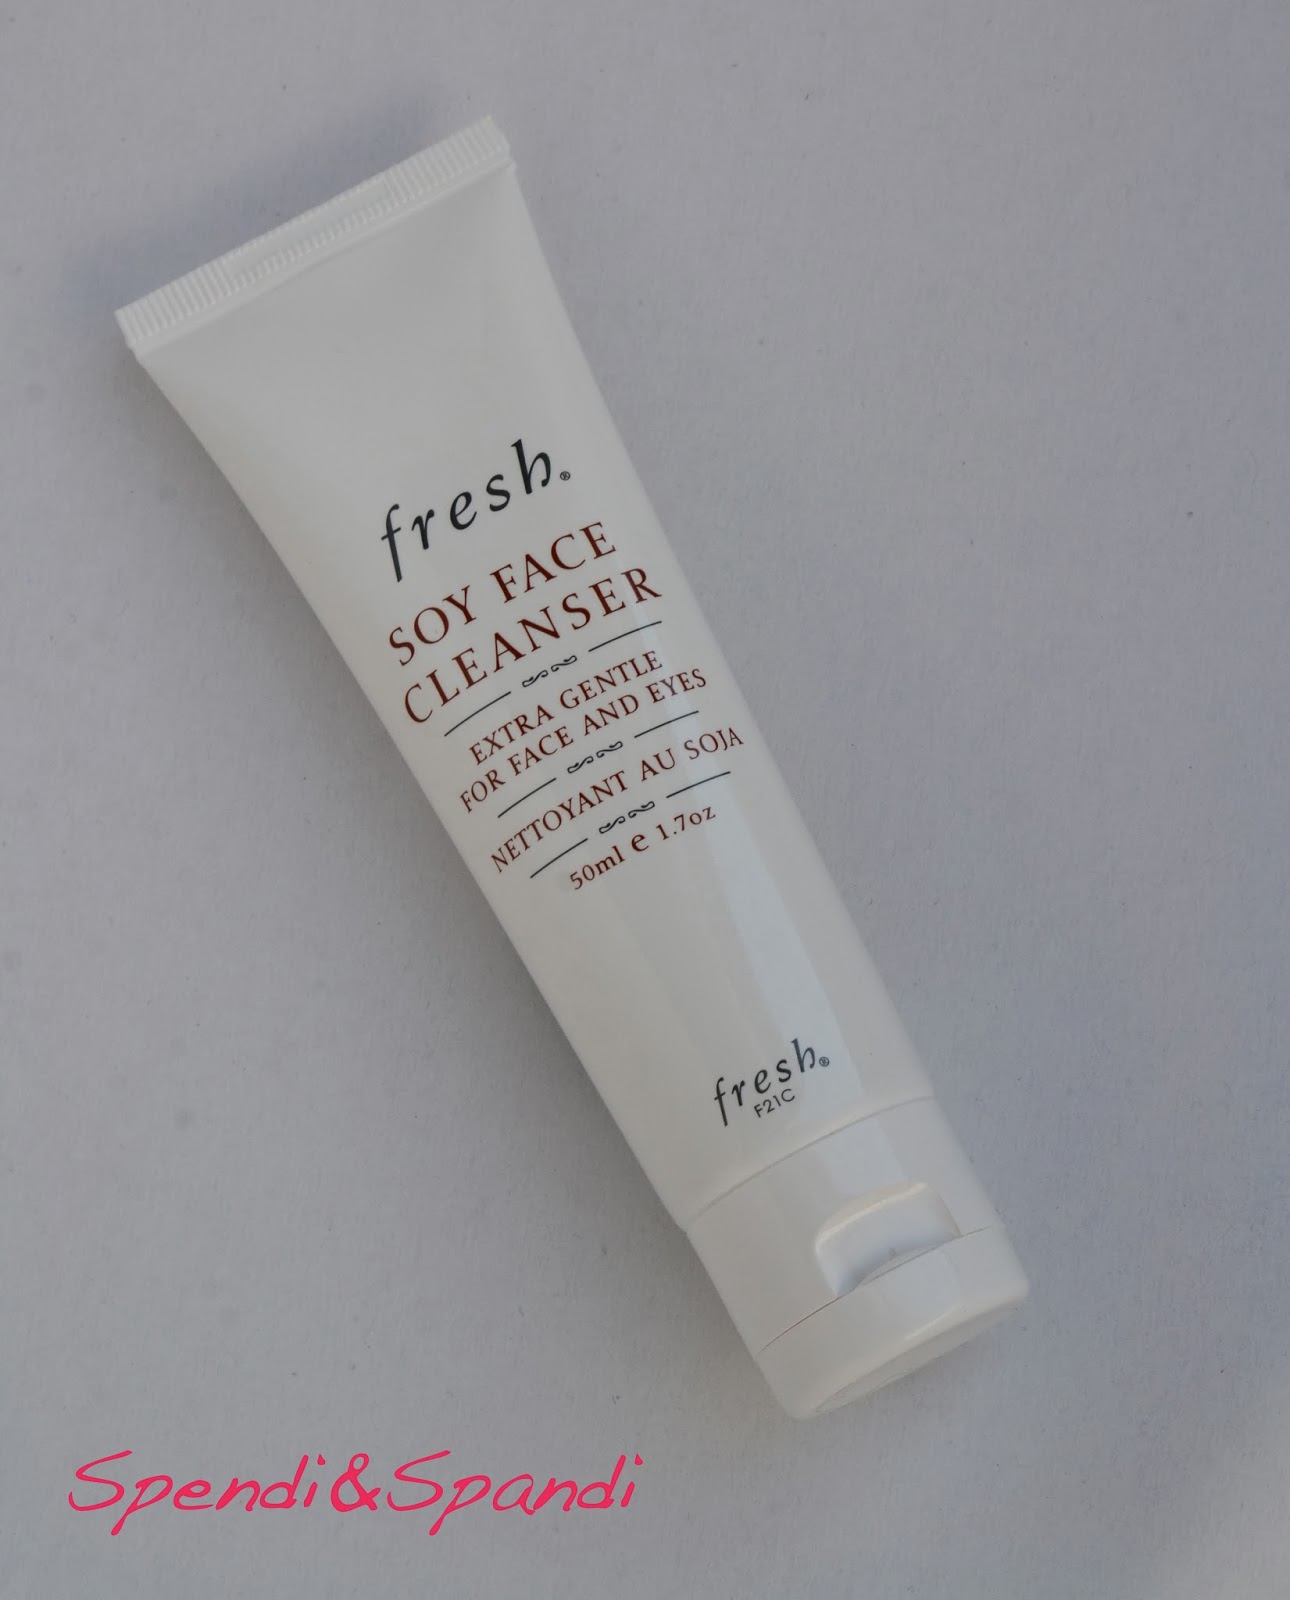 fresh®
SOY FACE
CLEANSER
EXTRA GENTLE
FOR FACE AND EYES
NETTOYANT AU SOJA
50ml e 1.7oz
fresh®
F21C
Spendi&Spandi